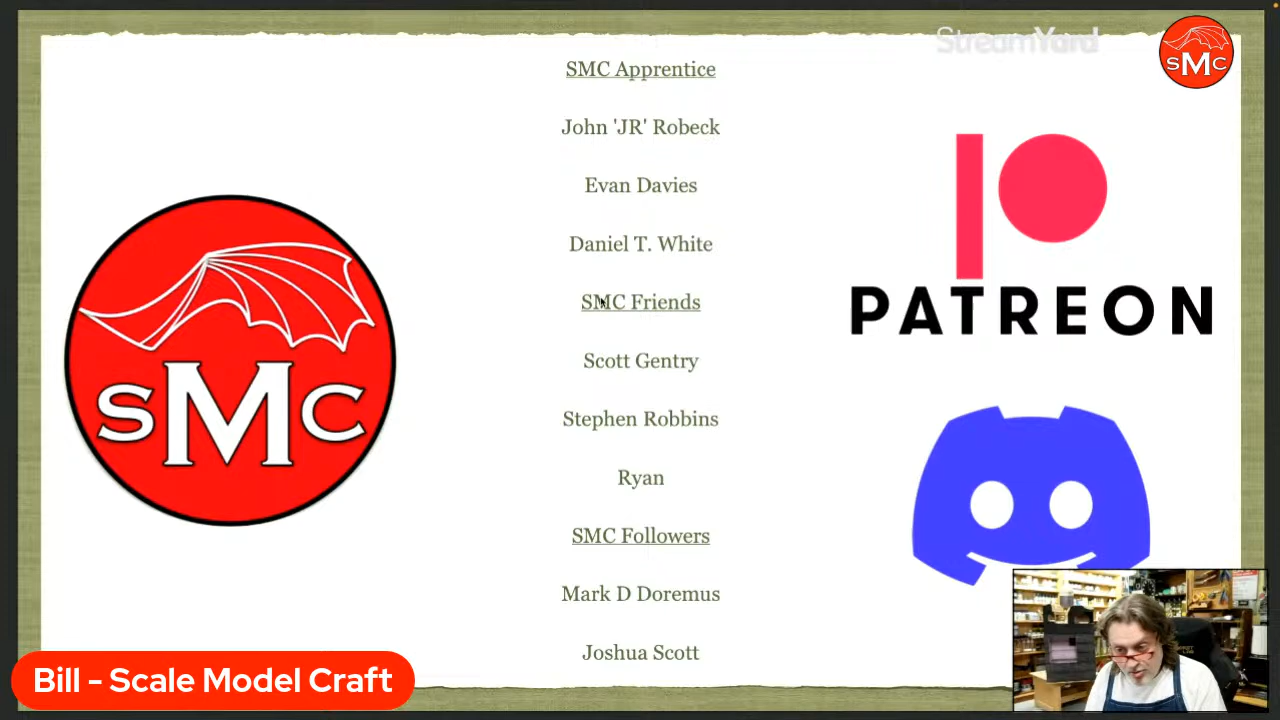 StreamYard
SMC
SMC Apprentice
John 'JR' Robeck
Evan Davies
Daniel T. White
SMC Friends
Scott Gentry
Stephen Robbins
Ryan
SMC Followers
Mark D Doremus
Joshua Scott
SMC
PATREON
Bill - Scale Model Craft